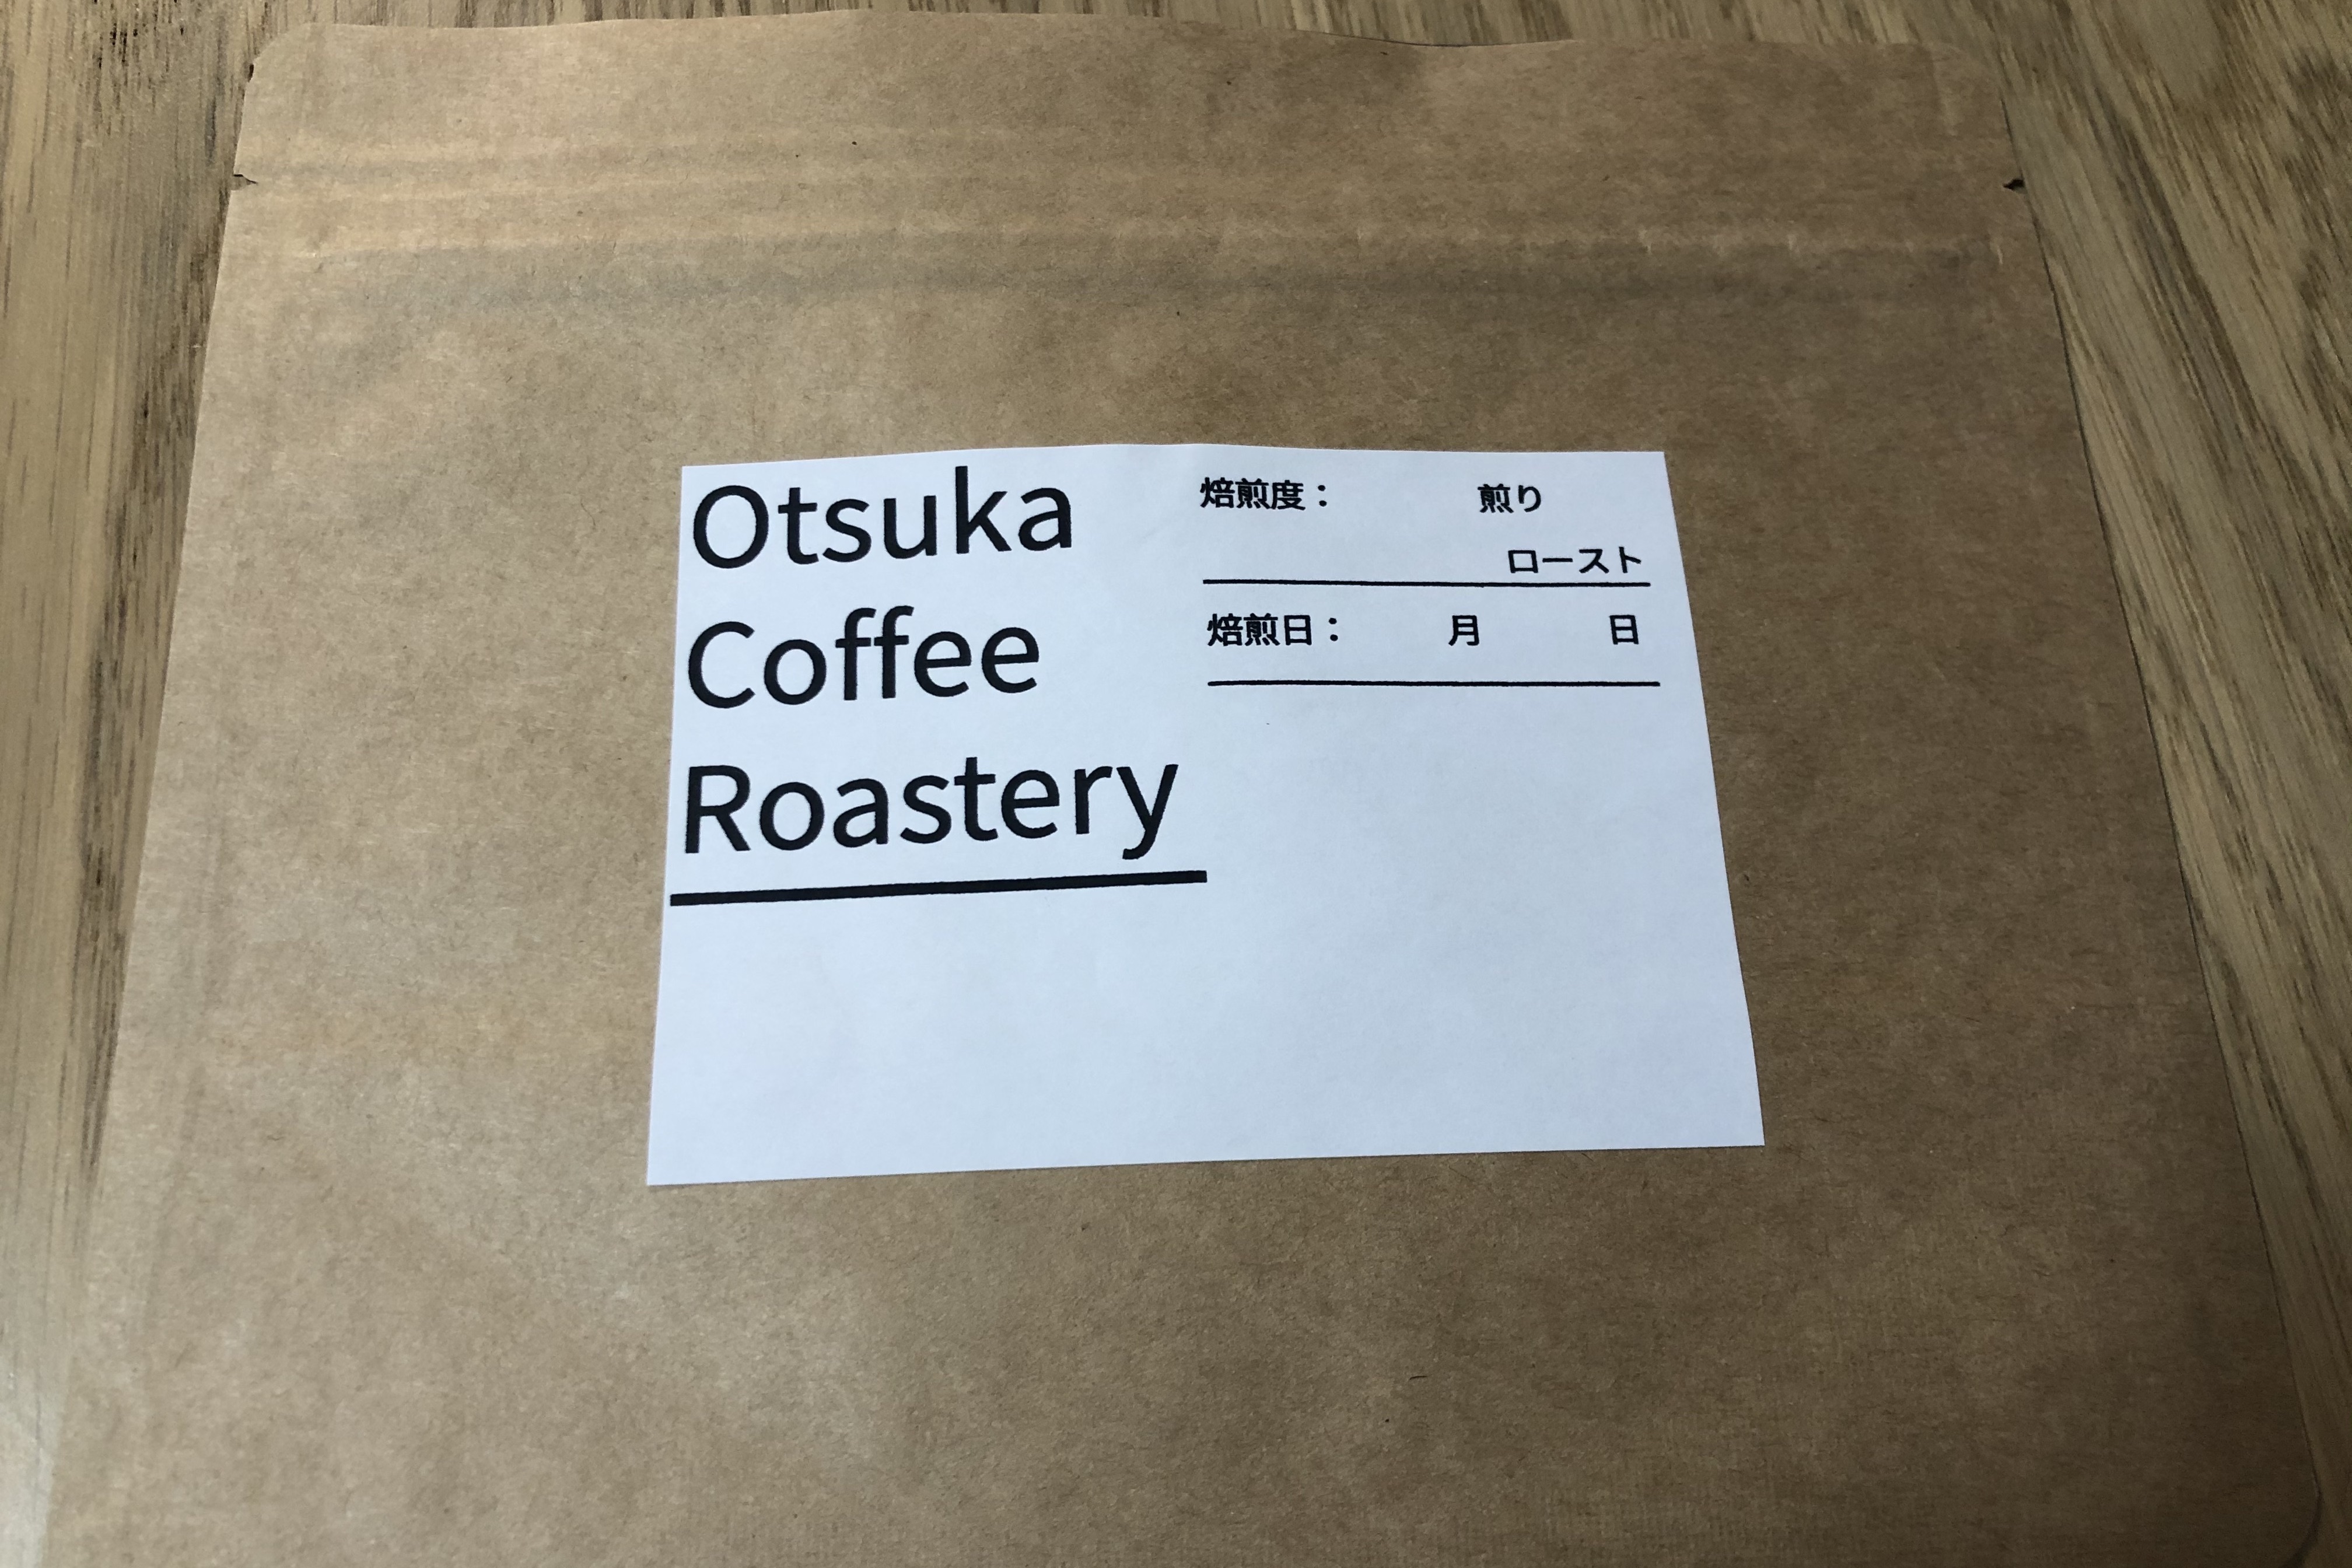 Otsuka
Coffee
Roastery
焙煎度： 煎り
ロースト
焙煎日： 月 日